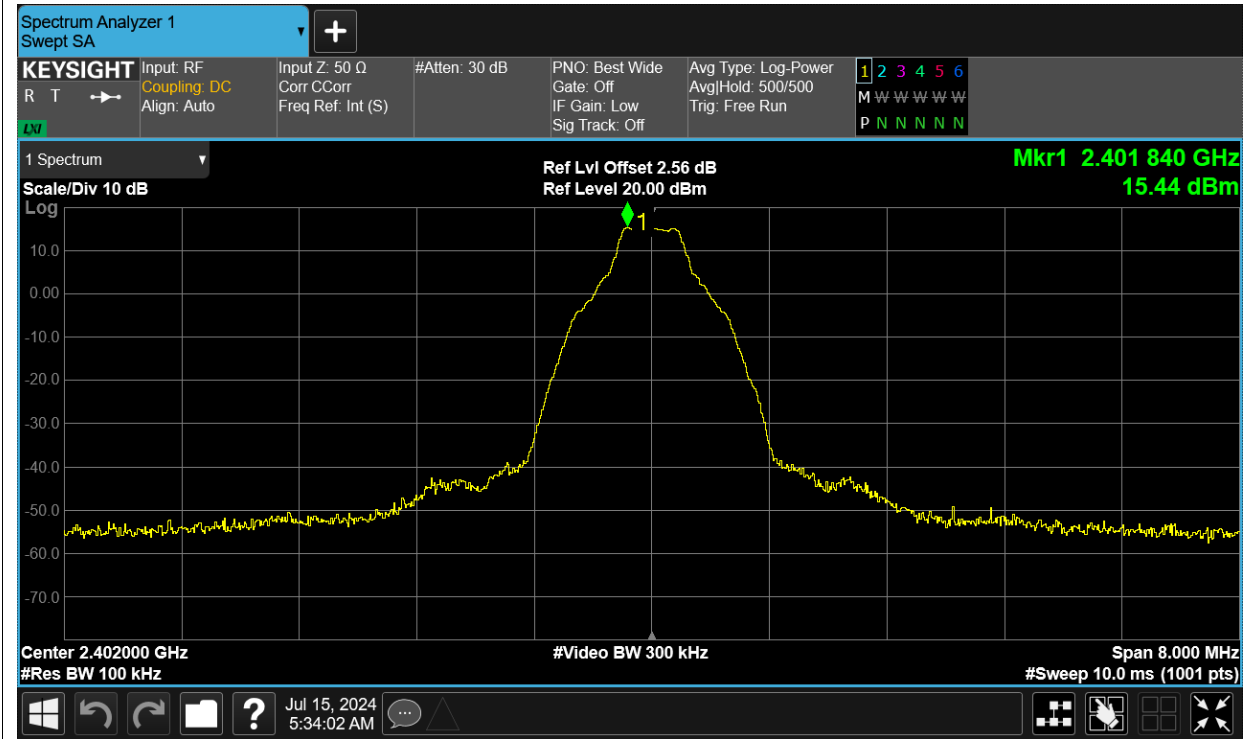 Spectrum Analyzer 1
Swept SA
KEYSIGHT
R T
LXI
Input: RF
Coupling: DC
Align: Auto
Input Z: 50 Ω
Corr CCorr
Freq Ref: Int (S)
#Atten: 30 dB
PNO: Best Wide
Gate: Off
IF Gain: Low
Sig Track: Off
Avg Type: Log-Power
Avg|Hold: 500/500
Trig: Free Run
1 2 3 4 5 6
M W W W W W
P N N N N N
1 Spectrum
Scale/Div 10 dB
Ref Lvl Offset 2.56 dB
Ref Level 20.00 dBm
Mkr1 2.401 840 GHz
15.44 dBm
Log
1
10.0
0.00
-10.0
-20.0
-30.0
-40.0
-50.0
-60.0
-70.0
Center 2.402000 GHz
#Video BW 300 kHz
Span 8.000 MHz
#Res BW 100 kHz
#Sweep 10.0 ms (1001 pts)
?
Jul 15, 2024
5:34:02 AM